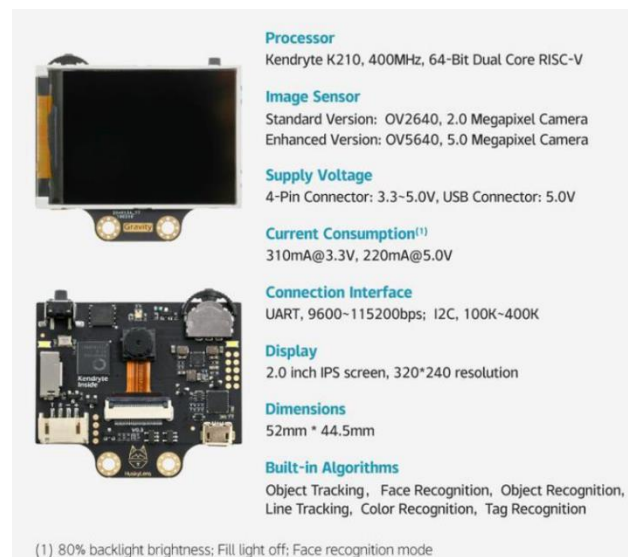 Processor
Kendryte K210, 400MHz, 64-Bit Dual Core RISC-V
Image Sensor
Standard Version: OV2640, 2.0 Megapixel Camera
Enhanced Version: OV5640, 5.0 Megapixel Camera
Supply Voltage
4-Pin Connector: 3.3~5.0V, USB Connector: 5.0V
Gravity
Current Consumption(1)
310mA@3.3V, 220mA@5.0V
Connection Interface
UART, 9600~115200bps; I2C, 100K~400K
Display
2.0 inch IPS screen, 320*240 resolution
Kendryte
Inside
Dimensions
52mm * 44.5mm
HuskyLens
Built-in Algorithms
Object Tracking, Face Recognition, Object Recognition,
Line Tracking, Color Recognition, Tag Recognition
(1) 80% backlight brightness; Fill light off; Face recognition mode